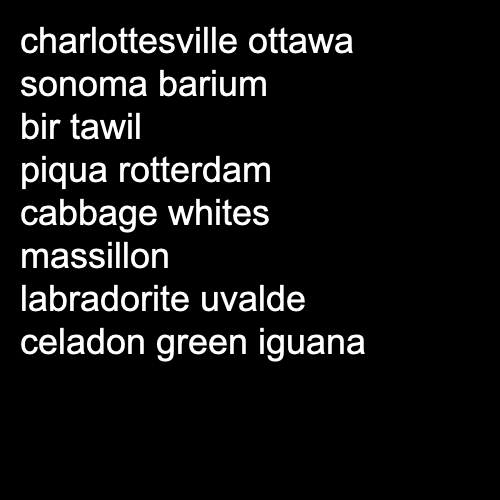 charlottesville ottawa
sonoma barium
bir tawil
piqua rotterdam
cabbage whites
massillon
labradorite uvalde
celadon green iguana